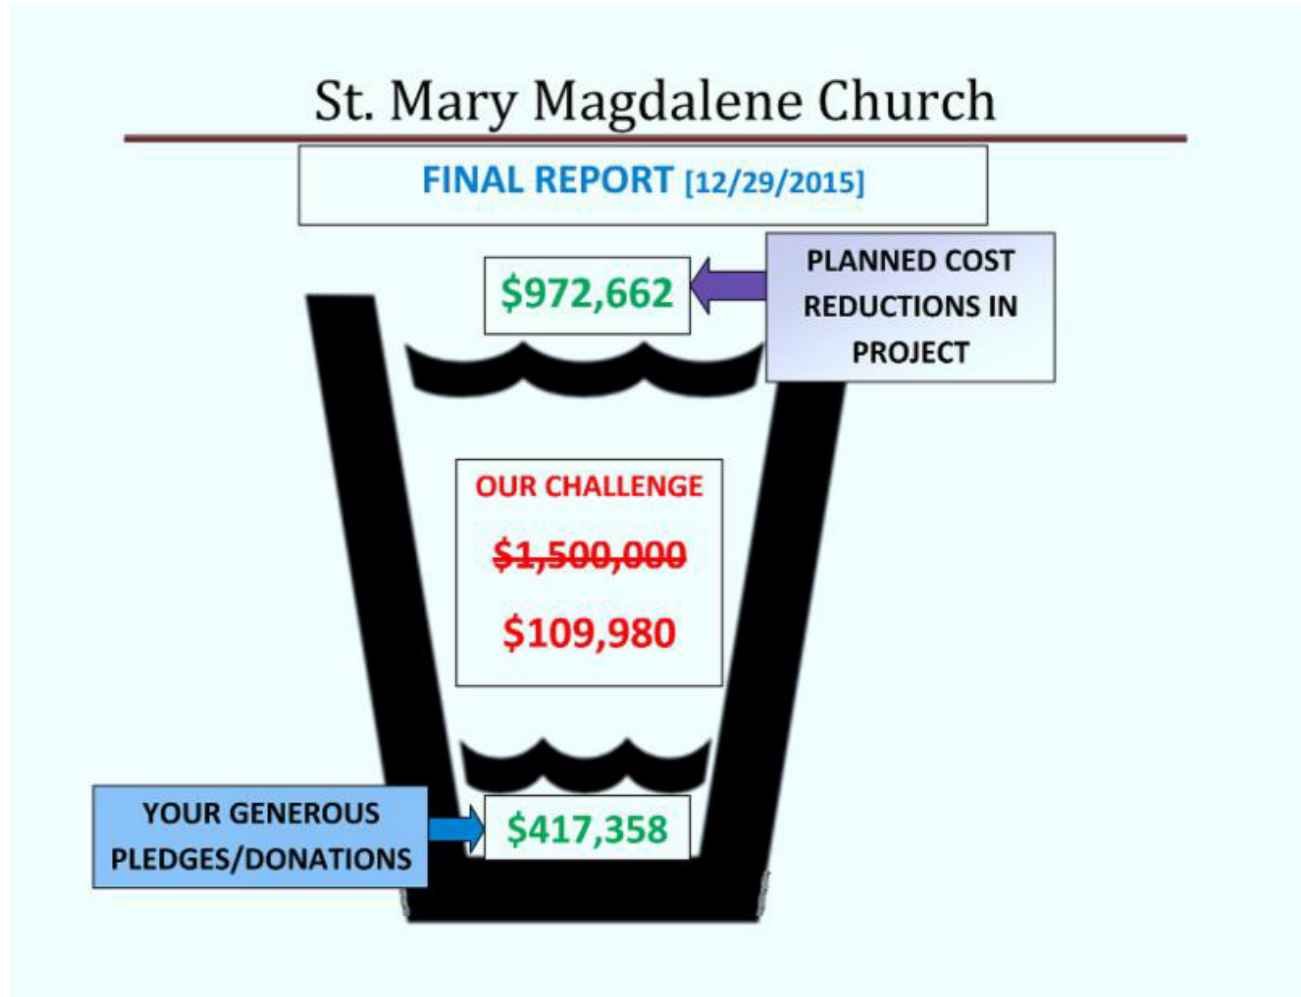 St. Mary Magdalene Church
FINAL REPORT [12/29/2015]
$972,662
PLANNED COST
REDUCTIONS IN
PROJECT
OUR CHALLENGE
$1,500,000
$109,980
YOUR GENEROUS
PLEDGES/DONATIONS
$417,358